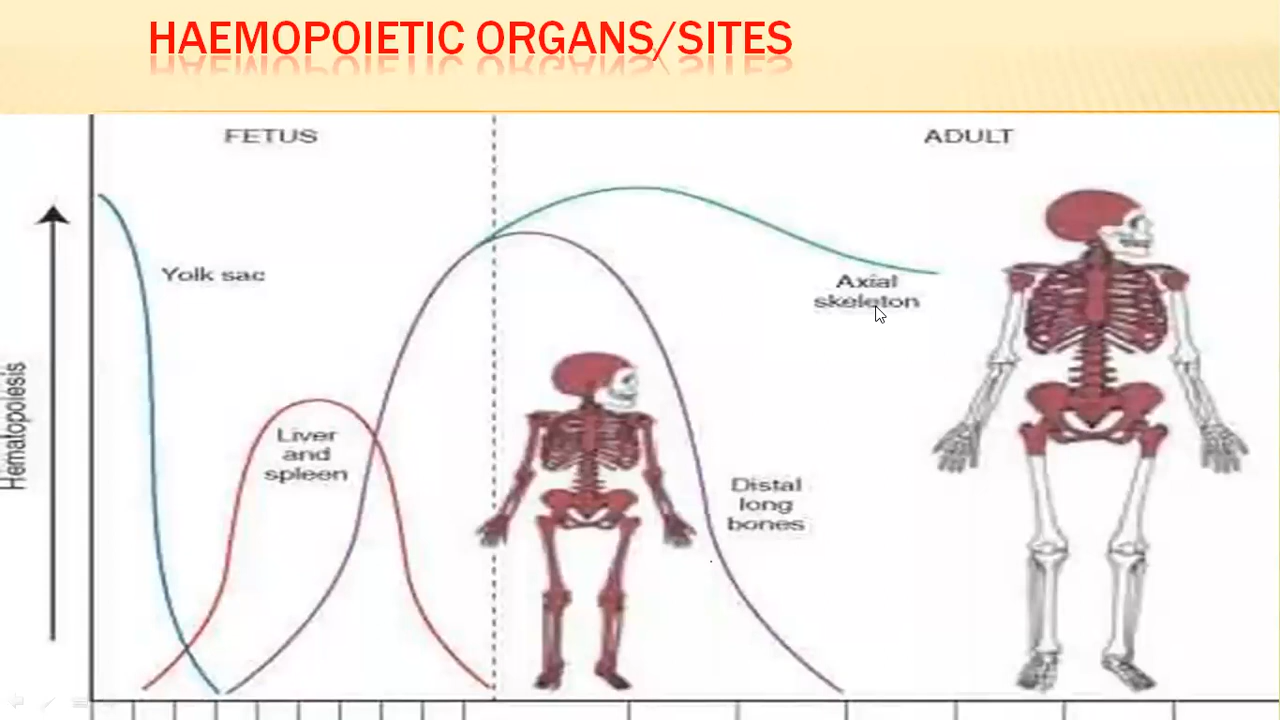 HAEMOPOIETIC ORGANS/SITES
FETUS
ADULT
Yolk sac
Axial
skeleton
Liver
and
spleen
Distal
long
bones
Hematopoiesis